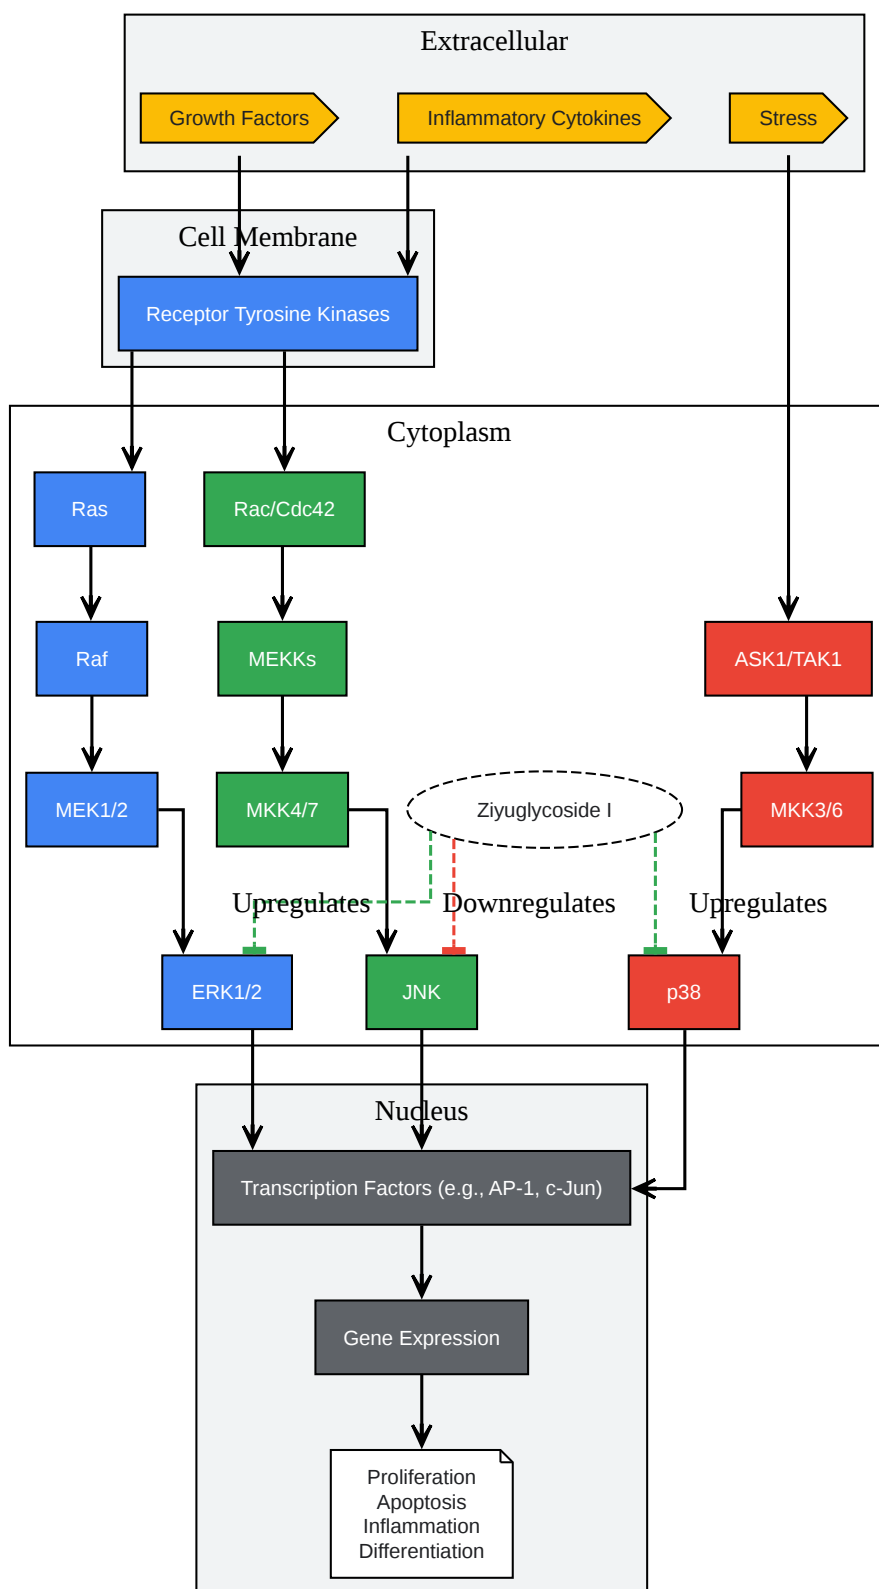 Extracellular
Growth Factors
Inflammatory Cytokines
Stress
Cell Membrane
Receptor Tyrosine Kinases
Cytoplasm
Ras
Rac/Cdc42
Raf
MEKKs
ASK1/TAK1
MEK1/2
MKK4/7
Ziyuglycoside I
MKK3/6
Upregulates
Downregulates
Upregulates
ERK1/2
JNK
p38
Nucleus
Transcription Factors (e.g., AP-1, c-Jun)
Gene Expression
Proliferation
Apoptosis
Inflammation
Differentiation